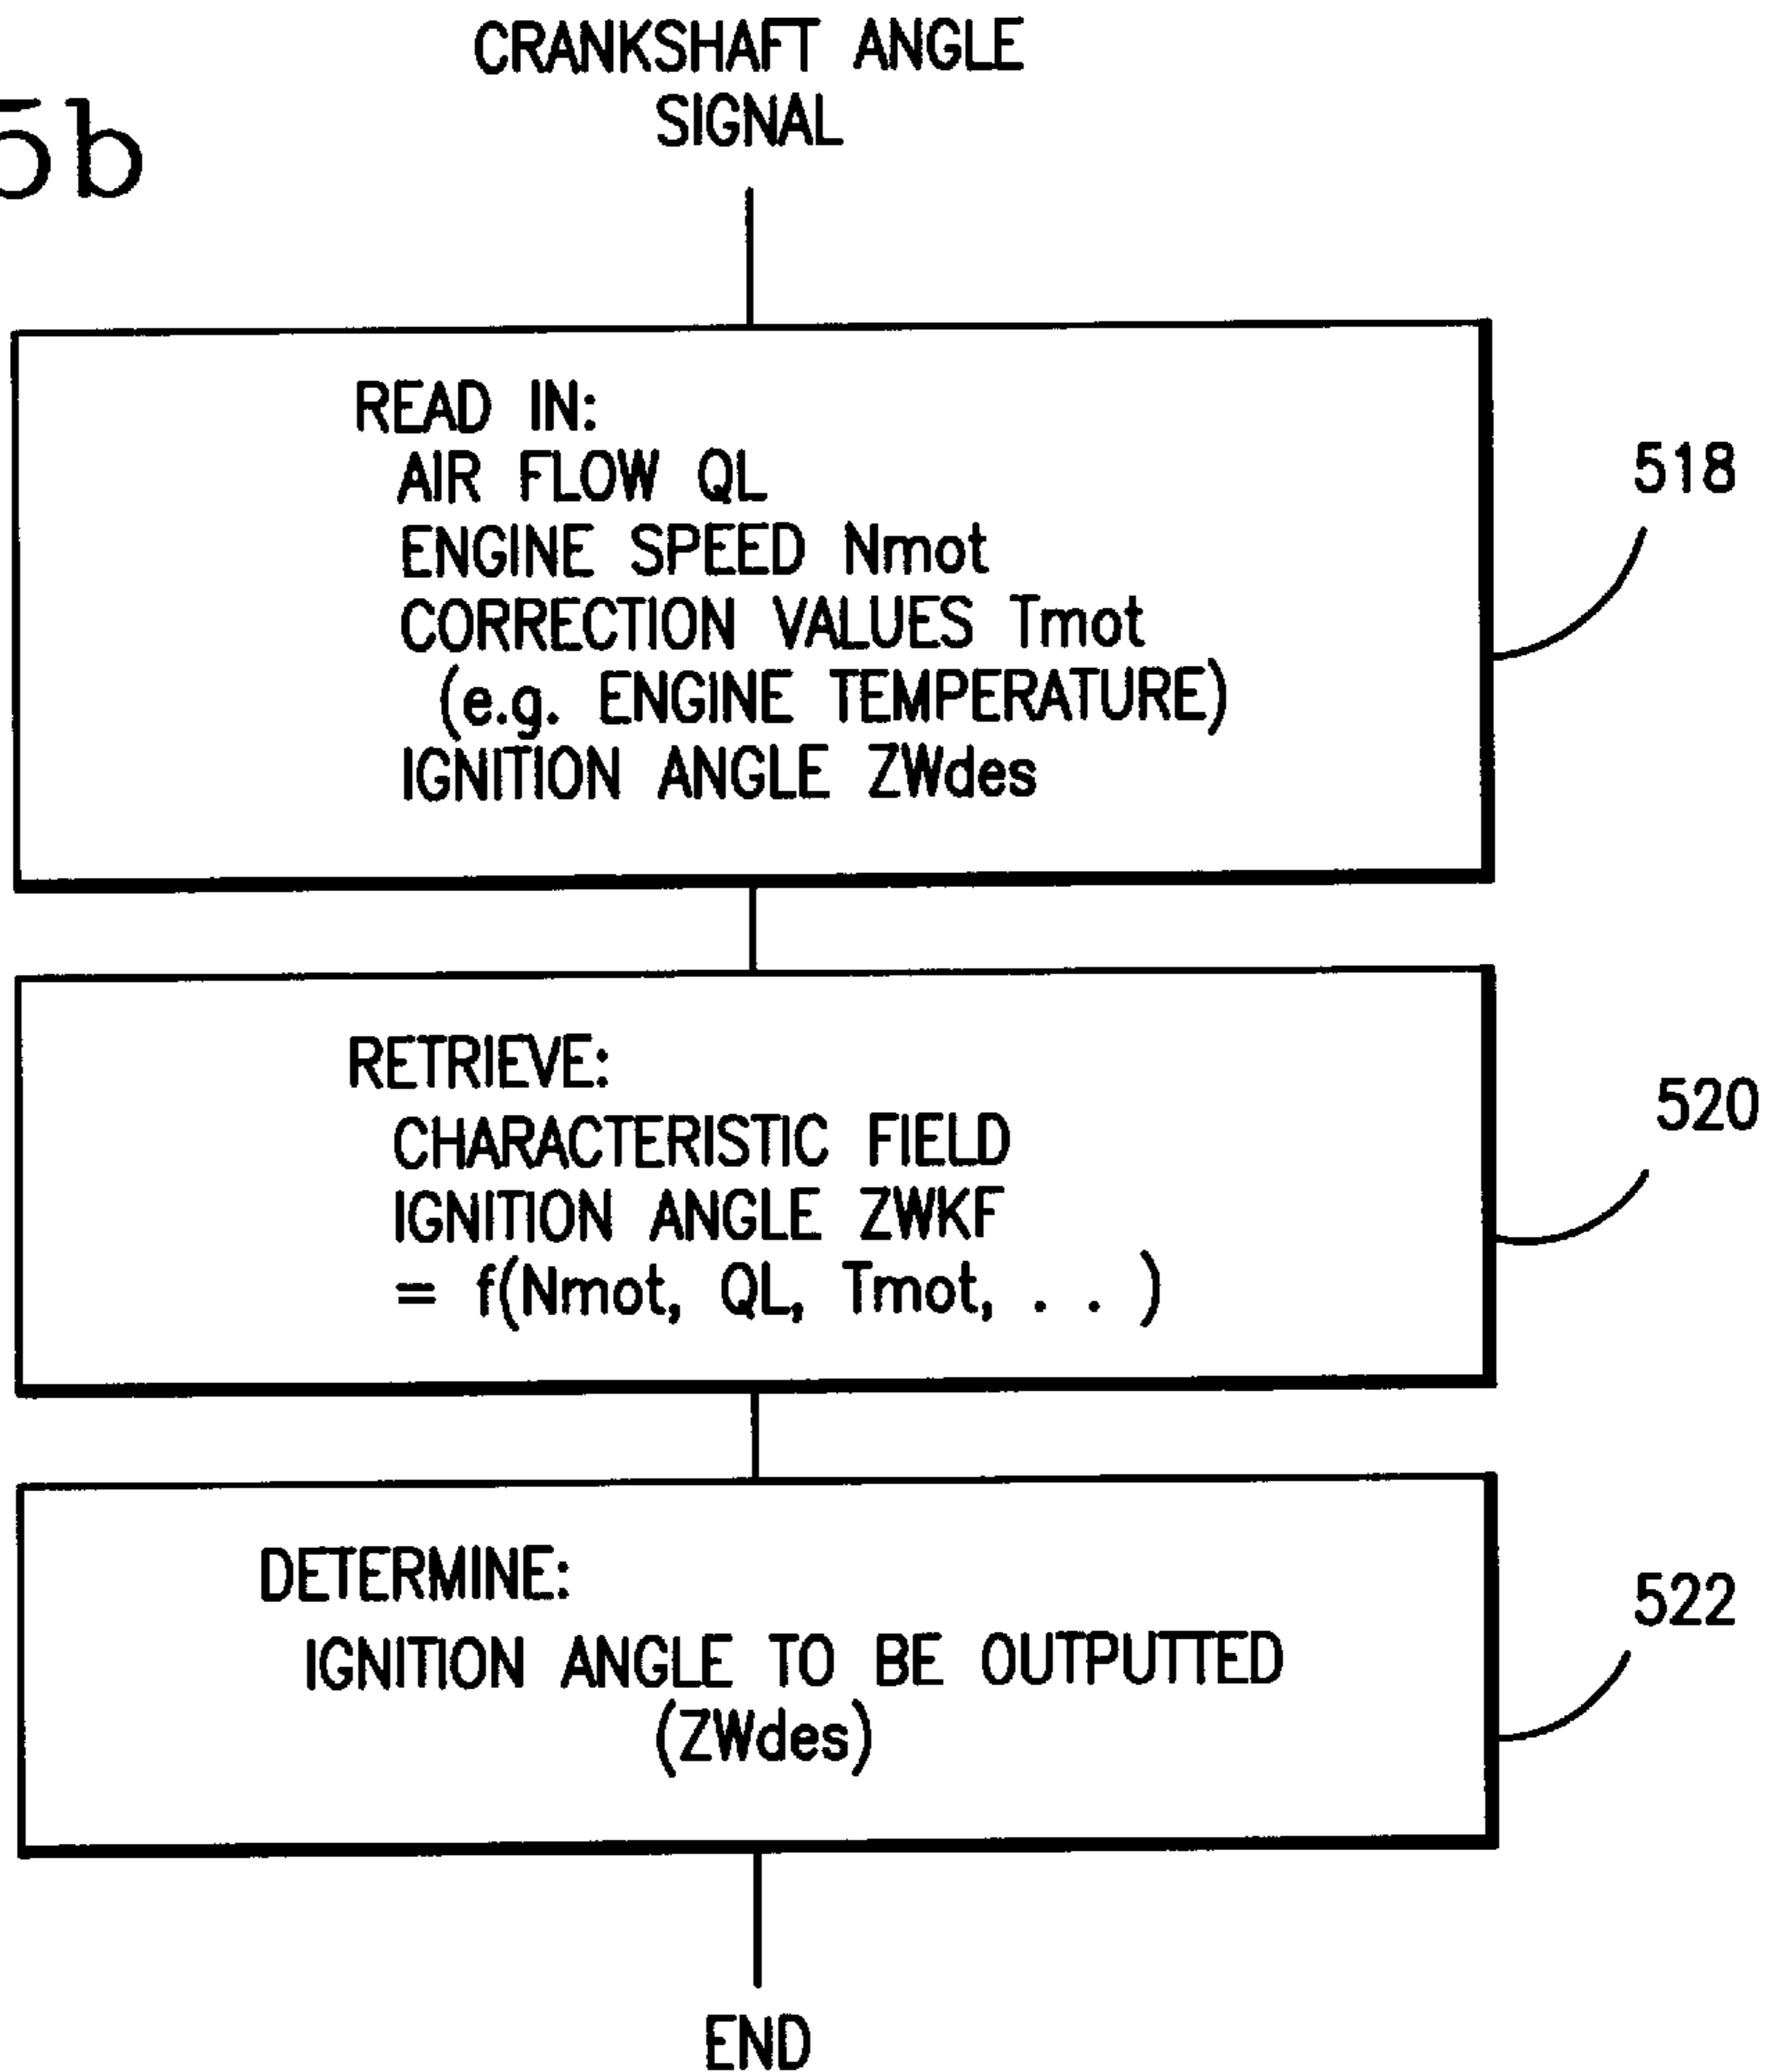 5b
CRANKSHAFT ANGLE
SIGNAL
READ IN:
AIR FLOW QL
ENGINE SPEED Nmot
CORRECTION VALUES Tmot
(e.g. ENGINE TEMPERATURE)
IGNITION ANGLE ZWdes
518
RETRIEVE:
CHARACTERISTIC FIELD
IGNITION ANGLE ZWKF
= f(Nmot, QL, Tmot, . . )
520
DETERMINE:
IGNITION ANGLE TO BE OUTPUTTED
(ZWdes)
522
END